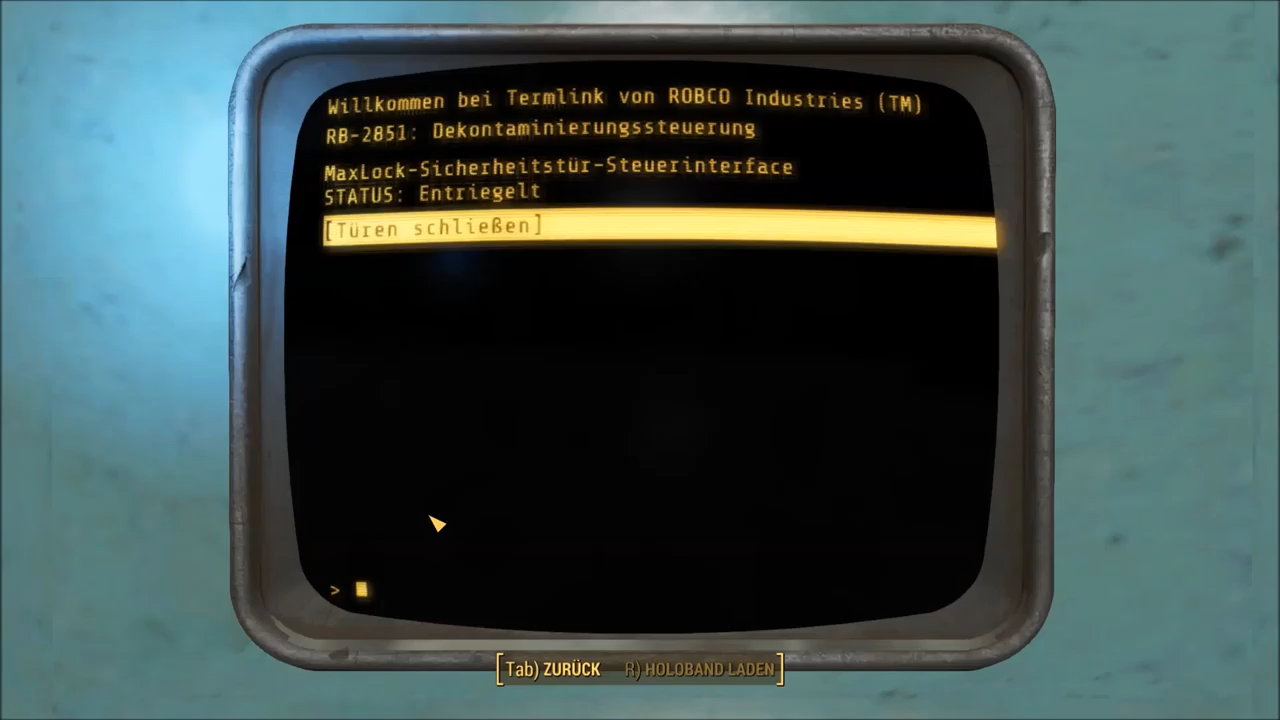 Willkommen bei Termlink von ROBCO Industries (TM)
RB-2851: Dekontaminierungssteuerung
MaxLock-Sicherheitstür-Steuerinterface
STATUS: Entriegelt
[Türen schließen]
>
Tab) ZURÜCK R) HOLOBAND LADEN